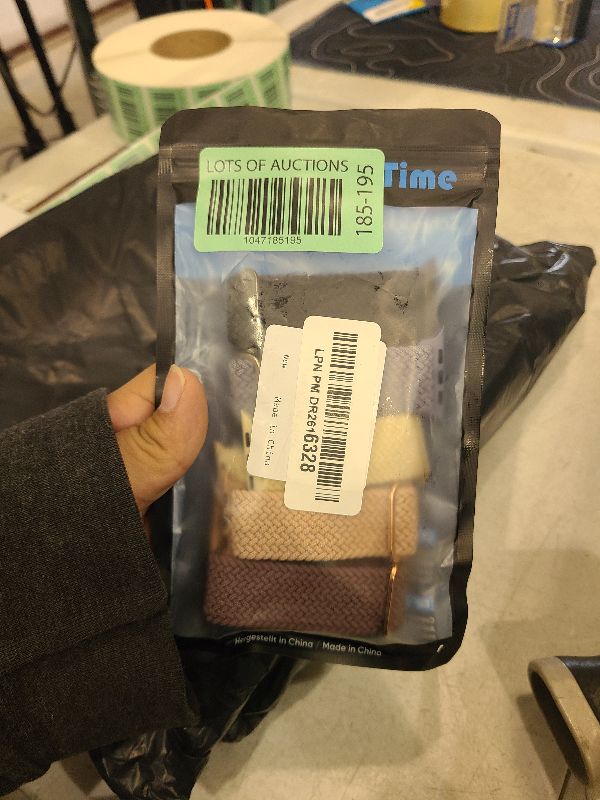 LOTS OF AUCTIONS
1047185195
185-195
Time
Made in China
LPN PM DR2616328
Hergestellt in China / Made in China